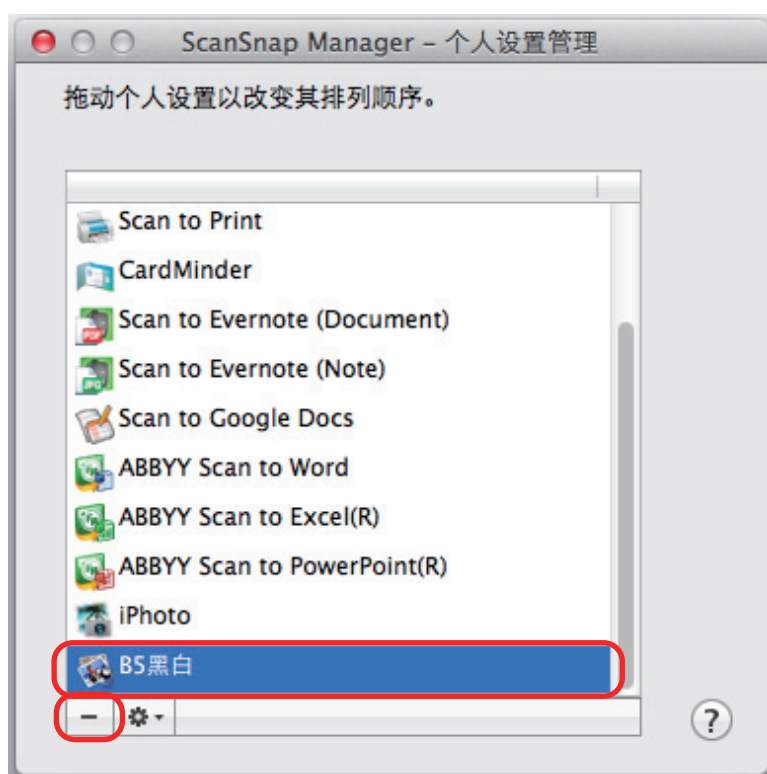 ScanSnap Manager – 个人设置管理
拖动个人设置以改变其排列顺序。
Scan to Print
CardMinder
Scan to Evernote (Document)
Scan to Evernote (Note)
Scan to Google Docs
ABBYY Scan to Word
ABBYY Scan to Excel(R)
ABBYY Scan to PowerPoint(R)
iPhoto
B5黑白